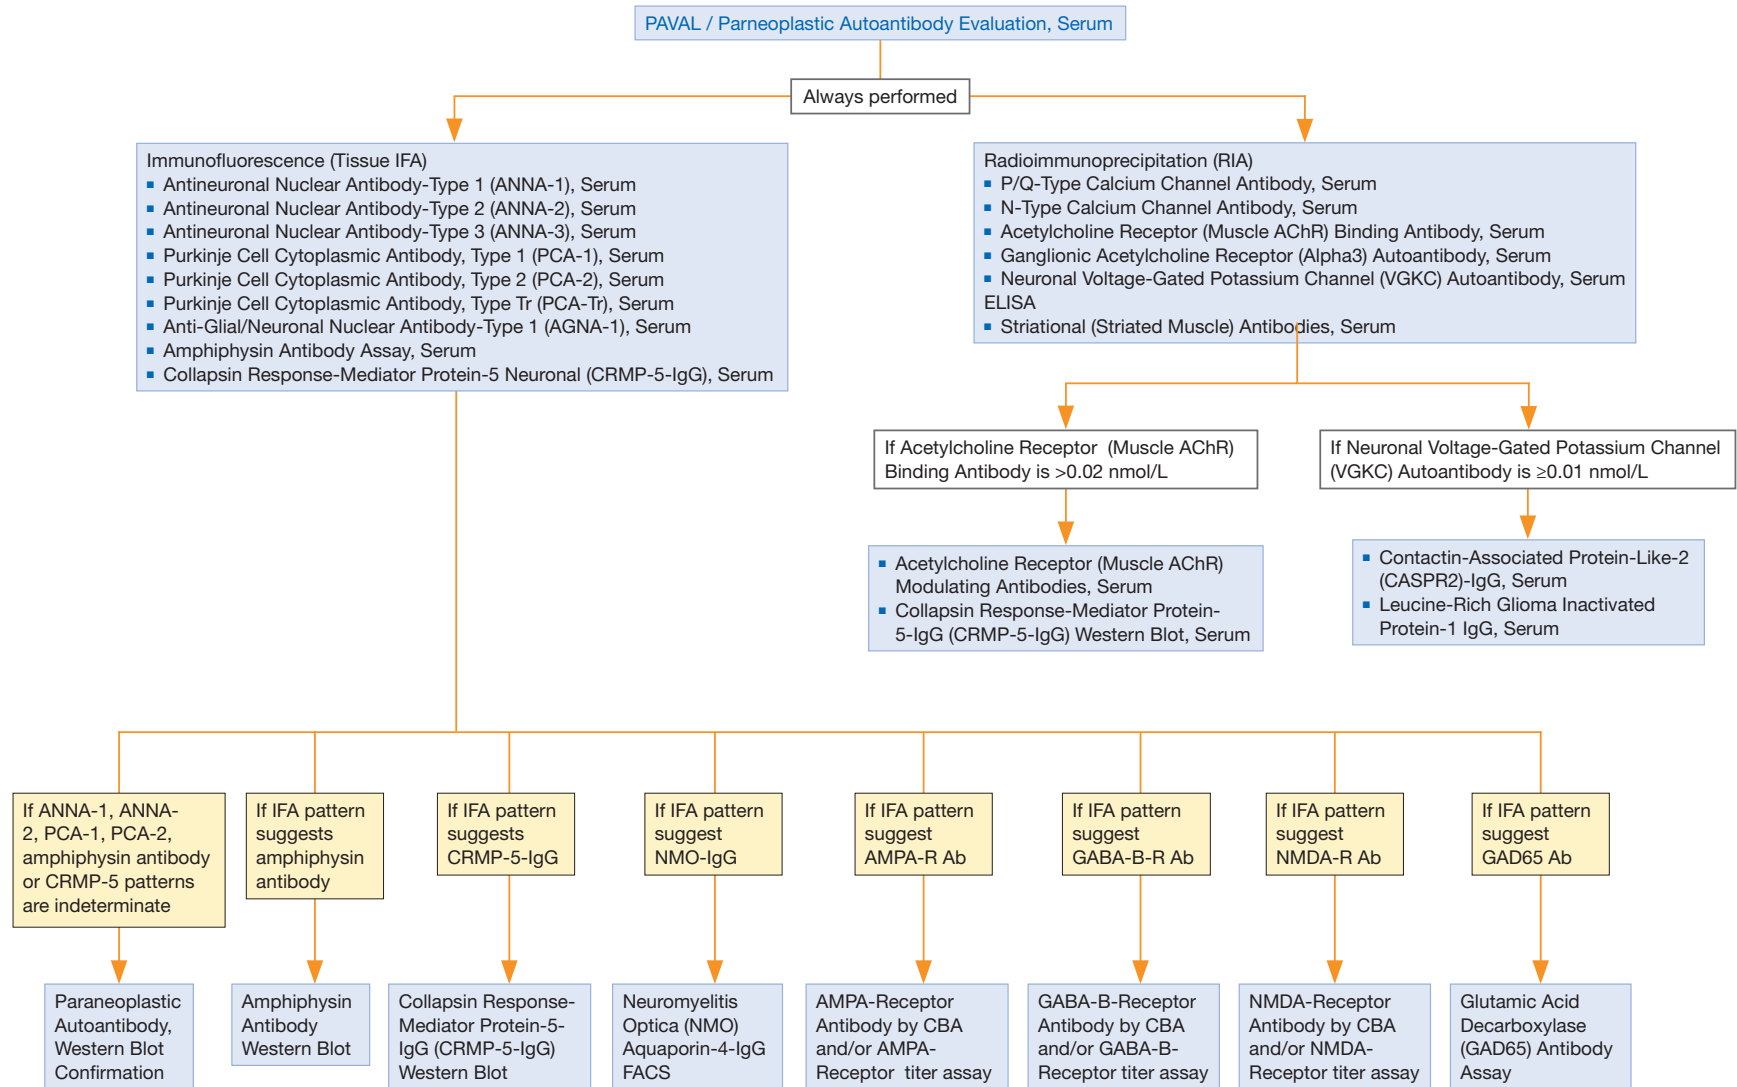 PAVAL / Parneoplastic Autoantibody Evaluation, Serum
Always performed
Immunofluorescence (Tissue IFA)
▪ Antineuronal Nuclear Antibody-Type 1 (ANNA-1), Serum
▪ Antineuronal Nuclear Antibody-Type 2 (ANNA-2), Serum
▪ Antineuronal Nuclear Antibody-Type 3 (ANNA-3), Serum
▪ Purkinje Cell Cytoplasmic Antibody, Type 1 (PCA-1), Serum
▪ Purkinje Cell Cytoplasmic Antibody, Type 2 (PCA-2), Serum
▪ Purkinje Cell Cytoplasmic Antibody, Type Tr (PCA-Tr), Serum
▪ Anti-Glial/Neuronal Nuclear Antibody-Type 1 (AGNA-1), Serum
▪ Amphiphysin Antibody Assay, Serum
▪ Collapsin Response-Mediator Protein-5 Neuronal (CRMP-5-IgG), Serum
Radioimmunoprecipitation (RIA)
▪ P/Q-Type Calcium Channel Antibody, Serum
▪ N-Type Calcium Channel Antibody, Serum
▪ Acetylcholine Receptor (Muscle AChR) Binding Antibody, Serum
▪ Ganglionic Acetylcholine Receptor (Alpha3) Autoantibody, Serum
▪ Neuronal Voltage-Gated Potassium Channel (VGKC) Autoantibody, Serum
ELISA
▪ Striational (Striated Muscle) Antibodies, Serum
If Acetylcholine Receptor (Muscle AChR)
Binding Antibody is >0.02 nmol/L
If Neuronal Voltage-Gated Potassium Channel
(VGKC) Autoantibody is ≥0.01 nmol/L
▪ Acetylcholine Receptor (Muscle AChR)
Modulating Antibodies, Serum
▪ Collapsin Response-Mediator Protein-
5-IgG (CRMP-5-IgG) Western Blot, Serum
▪ Contactin-Associated Protein-Like-2
(CASPR2)-IgG, Serum
▪ Leucine-Rich Glioma Inactivated
Protein-1 IgG, Serum
If ANNA-1, ANNA-
2, PCA-1, PCA-2,
amphiphysin antibody
or CRMP-5 patterns
are indeterminate
If IFA pattern
suggests
amphiphysin
antibody
If IFA pattern
suggests
CRMP-5-IgG
If IFA pattern
suggest
NMO-IgG
If IFA pattern
suggest
AMPA-R Ab
If IFA pattern
suggest
GABA-B-R Ab
If IFA pattern
suggest
NMDA-R Ab
If IFA pattern
suggest
GAD65 Ab
Paraneoplastic
Autoantibody,
Western Blot
Confirmation
Amphiphysin
Antibody
Western Blot
Collapsin Response-
Mediator Protein-5-
IgG (CRMP-5-IgG)
Western Blot
Neuromyelitis
Optica (NMO)
Aquaporin-4-IgG
FACS
AMPA-Receptor
Antibody by CBA
and/or AMPA-
Receptor titer assay
GABA-B-Receptor
Antibody by CBA
and/or GABA-B-
Receptor titer assay
NMDA-Receptor
Antibody by CBA
and/or NMDA-
Receptor titer assay
Glutamic Acid
Decarboxylase
(GAD65) Antibody
Assay